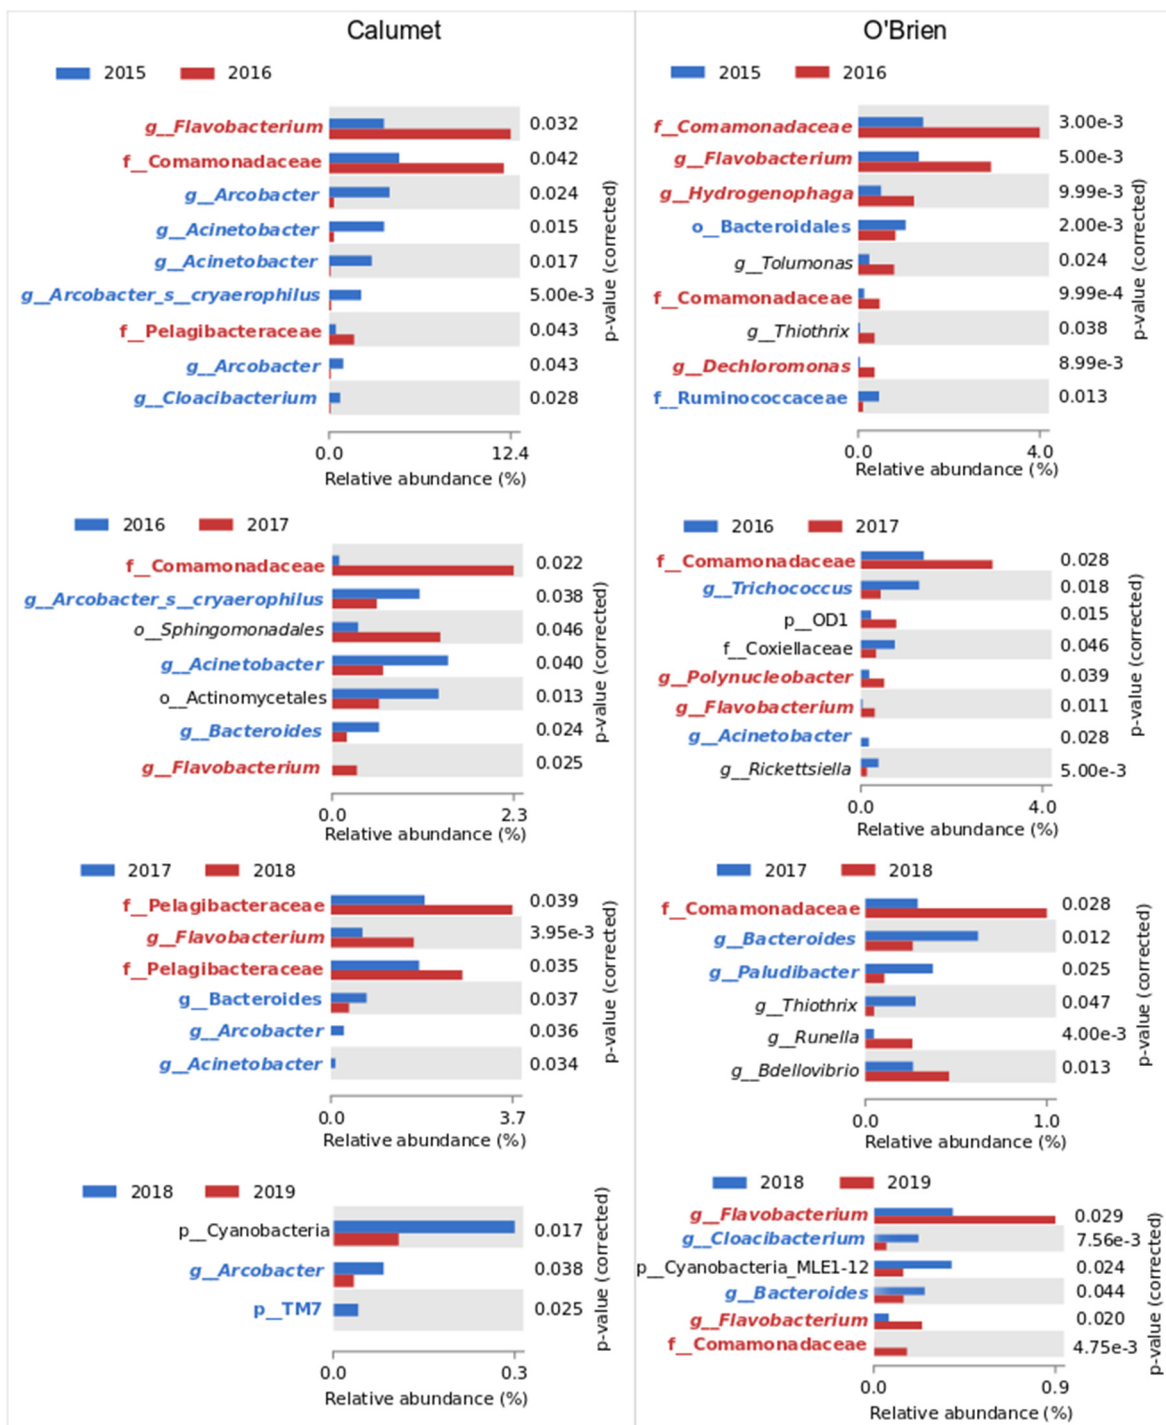 Calumet
2015 2016
g__Flavobacterium 0.032
f__Comamonadaceae 0.042
g__Arcobacter 0.024
g__Acinetobacter 0.015
g__Acinetobacter 0.017
g__Arcobacter_s__cryaerophilus 5.00e-3
f__Pelagibacteraceae 0.043
g__Arcobacter 0.043
g__Cloacibacterium 0.028
p-value (corrected)
0.0 12.4
Relative abundance (%)
2016 2017
f__Comamonadaceae 0.022
g__Arcobacter_s__cryaerophilus 0.038
o__Sphingomonadales 0.046
g__Acinetobacter 0.040
o__Actinomycetales 0.013
g__Bacteroides 0.024
g__Flavobacterium 0.025
p-value (corrected)
0.0 2.3
Relative abundance (%)
2017 2018
f__Pelagibacteraceae 0.039
g__Flavobacterium 3.95e-3
f__Pelagibacteraceae 0.035
g__Bacteroides 0.037
g__Arcobacter 0.036
g__Acinetobacter 0.034
p-value (corrected)
0.0 3.7
Relative abundance (%)
2018 2019
p__Cyanobacteria 0.017
g__Arcobacter 0.038
p__TM7 0.025
p-value (corrected)
0.0 0.3
Relative abundance (%)
O'Brien
2015 2016
f__Comamonadaceae 3.00e-3
g__Flavobacterium 5.00e-3
g__Hydrogenophaga 9.99e-3
o__Bacteroidales 2.00e-3
g__Tolumonas 0.024
f__Comamonadaceae 9.99e-4
g__Thiothrix 0.038
g__Dechloromonas 8.99e-3
f__Ruminococcaceae 0.013
p-value (corrected)
0.0 4.0
Relative abundance (%)
2016 2017
f__Comamonadaceae 0.028
g__Trichococcus 0.018
p__OD1 0.015
f__Coxiellaceae 0.046
g__Polynucleobacter 0.039
g__Flavobacterium 0.011
g__Acinetobacter 0.028
g__Rickettsiella 5.00e-3
p-value (corrected)
0.0 4.0
Relative abundance (%)
2017 2018
f__Comamonadaceae 0.028
g__Bacteroides 0.012
g__Paludibacter 0.025
g__Thiothrix 0.047
g__Runella 4.00e-3
g__Bdellovibrio 0.013
p-value (corrected)
0.0 1.0
Relative abundance (%)
2018 2019
g__Flavobacterium 0.029
g__Cloacibacterium 7.56e-3
p__Cyanobacteria_MLE1-12 0.024
g__Bacteroides 0.044
g__Flavobacterium 0.020
f__Comamonadaceae 4.75e-3
p-value (corrected)
0.0 0.9
Relative abundance (%)